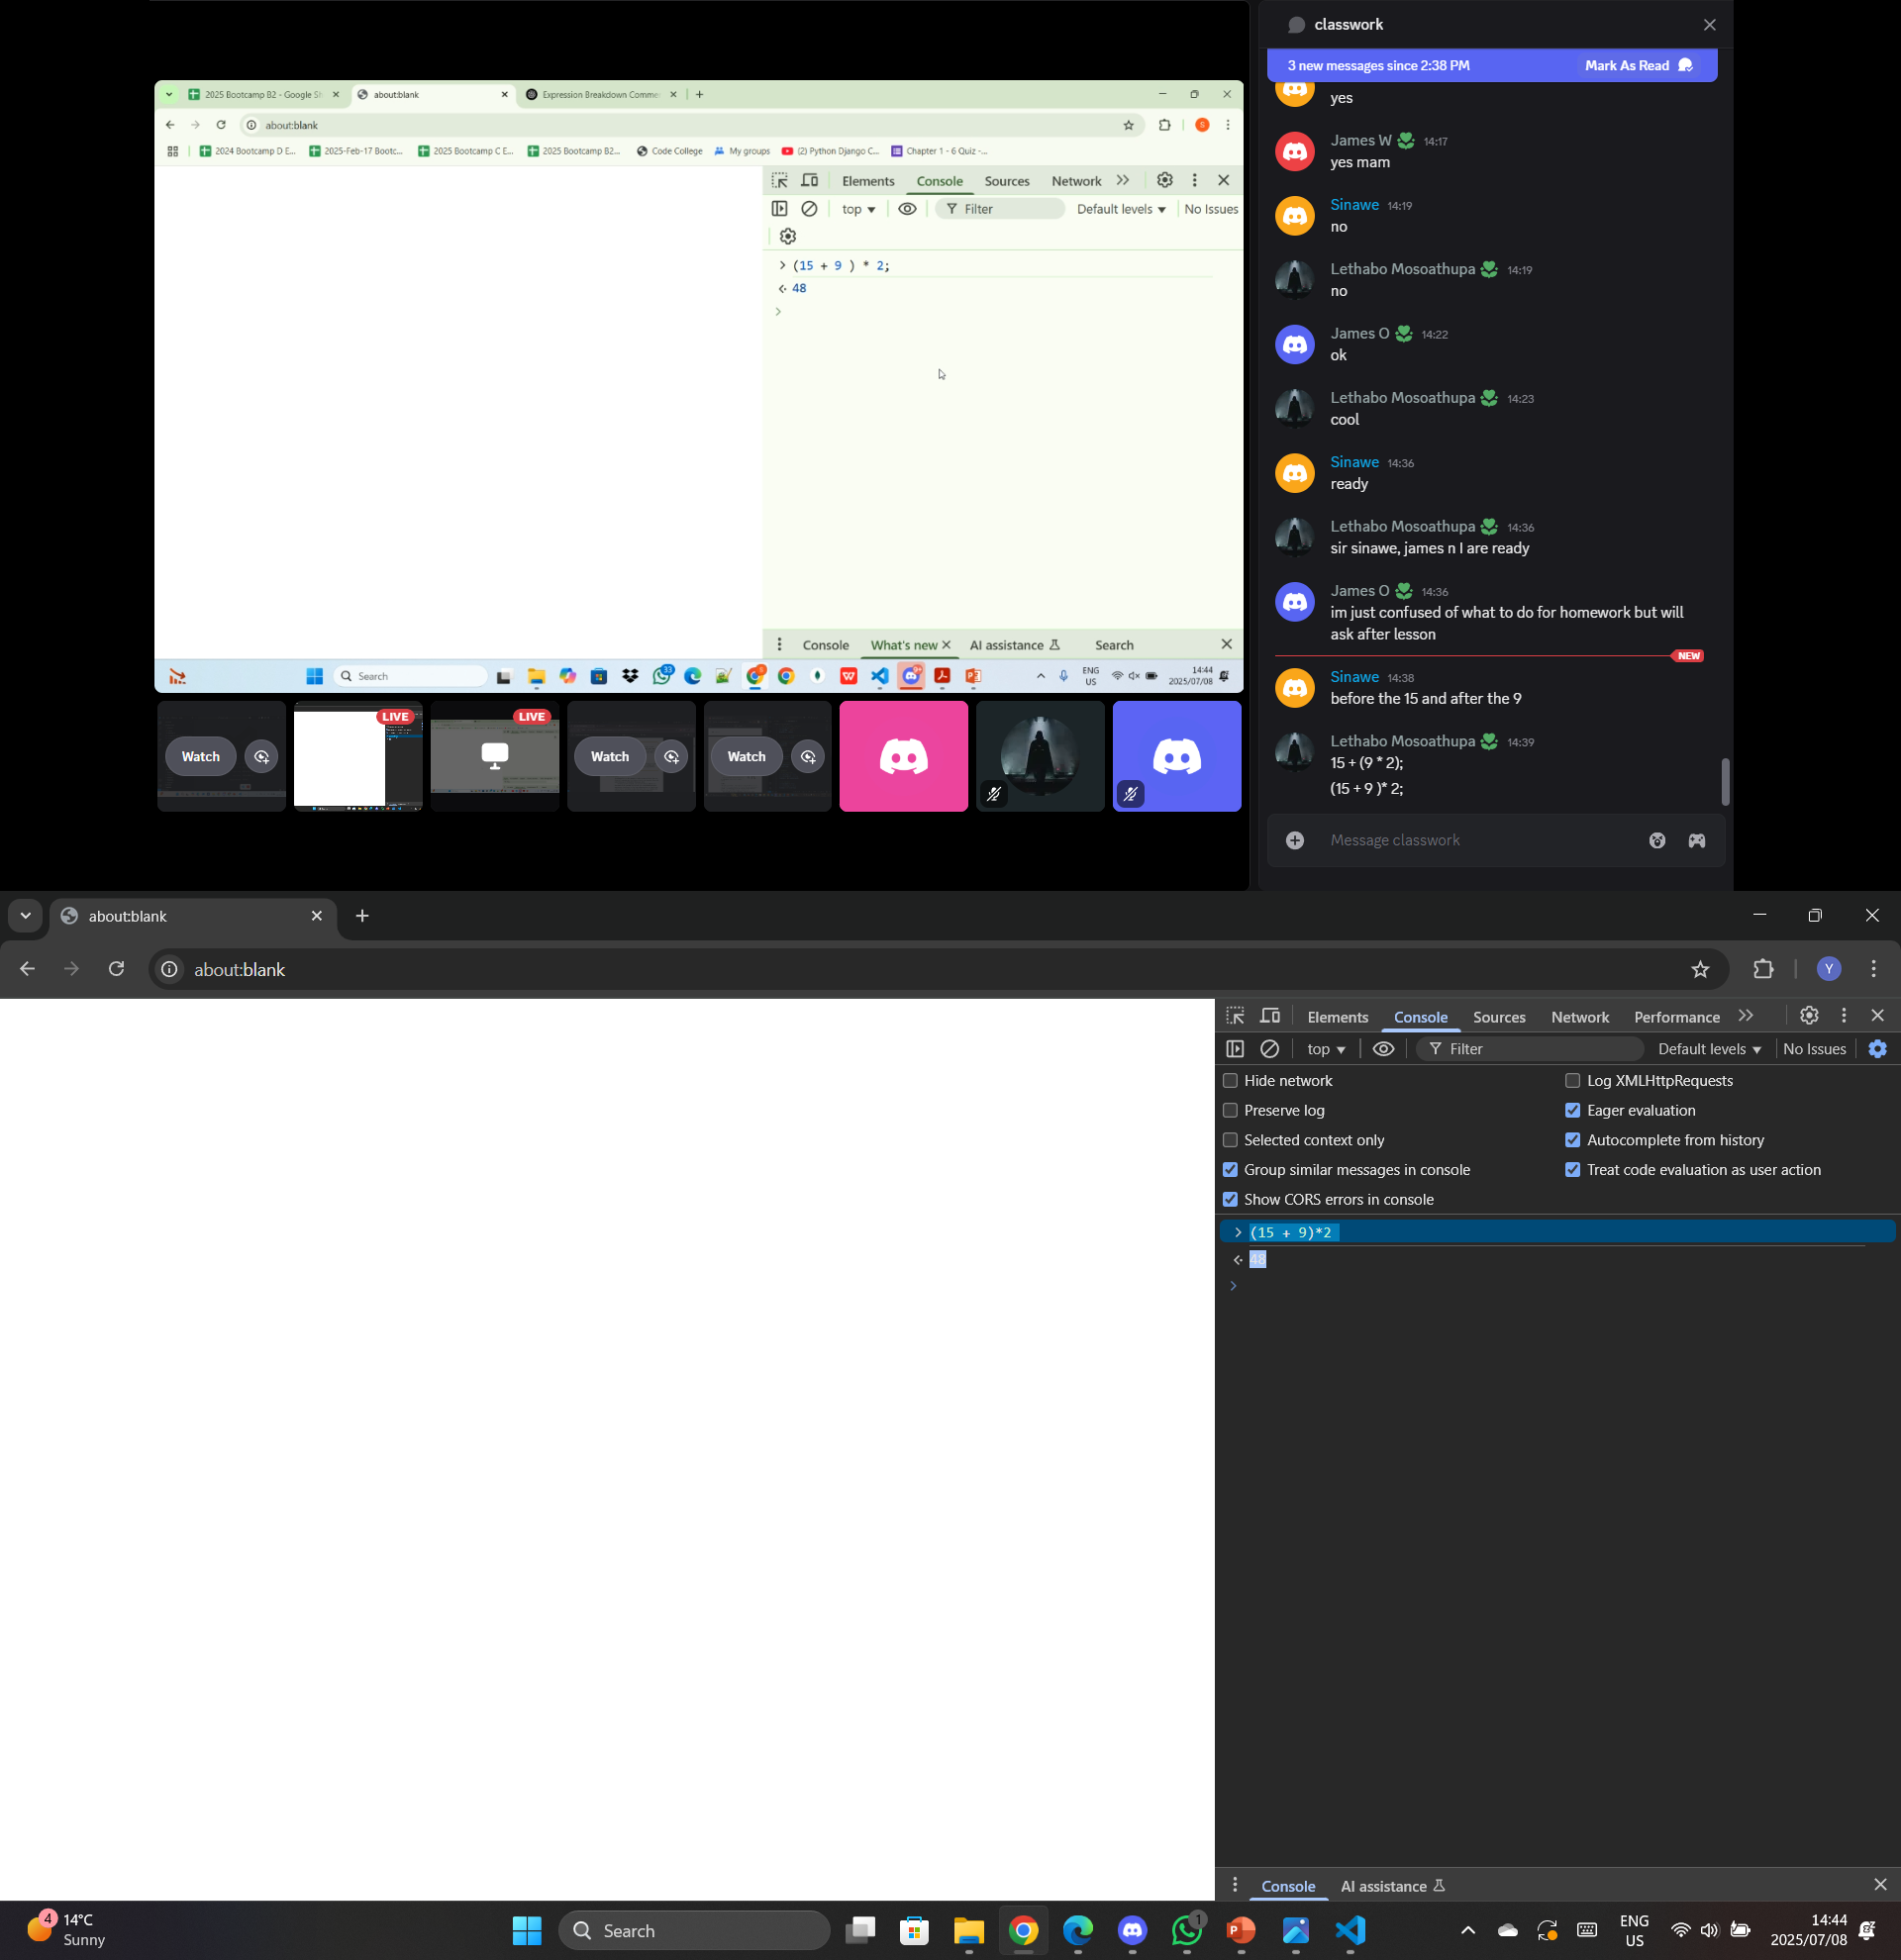 classwork
3 new messages since 2:38 PM
Mark As Read
yes
James W 14:17
yes mam
Sinawe 14:19
no
Lethabo Mosoathupa 14:19
no
James O 14:22
ok
Lethabo Mosoathupa 14:23
cool
Sinawe 14:36
ready
Lethabo Mosoathupa 14:36
sir sinawe, james n I are ready
James O 14:36
im just confused of what to do for homework but will
ask after lesson
NEW
Sinawe 14:38
before the 15 and after the 9
Lethabo Mosoathupa 14:39
15 + (9 * 2);
(15 + 9 )* 2;
Message classwork
2025 Bootcamp B2 - Google Sh
about:blank
Expression Breakdown Comme
about:blank
2024 Bootcamp D E...
2025-Feb-17 Bootc...
2025 Bootcamp C E...
2025 Bootcamp B2...
Code College
My groups
(2) Python Django C...
Chapter 1 - 6 Quiz -...
Elements Console Sources Network
top Filter Default levels No Issues
(15 + 9 ) * 2;
48
Console What's new AI assistance Search
Search
33
S
9+
ENG
US
14:44
2025/07/08
Watch
LIVE
LIVE
Watch
Watch
about:blank
about:blank
Y
Elements Console Sources Network Performance
top Filter Default levels No Issues
Hide network
Log XMLHttpRequests
Preserve log
Eager evaluation
Selected context only
Autocomplete from history
Group similar messages in console
Treat code evaluation as user action
Show CORS errors in console
(15 + 9)*2
48
Console AI assistance
4
14°C
Sunny
Search
1
ENG
US
14:44
2025/07/08